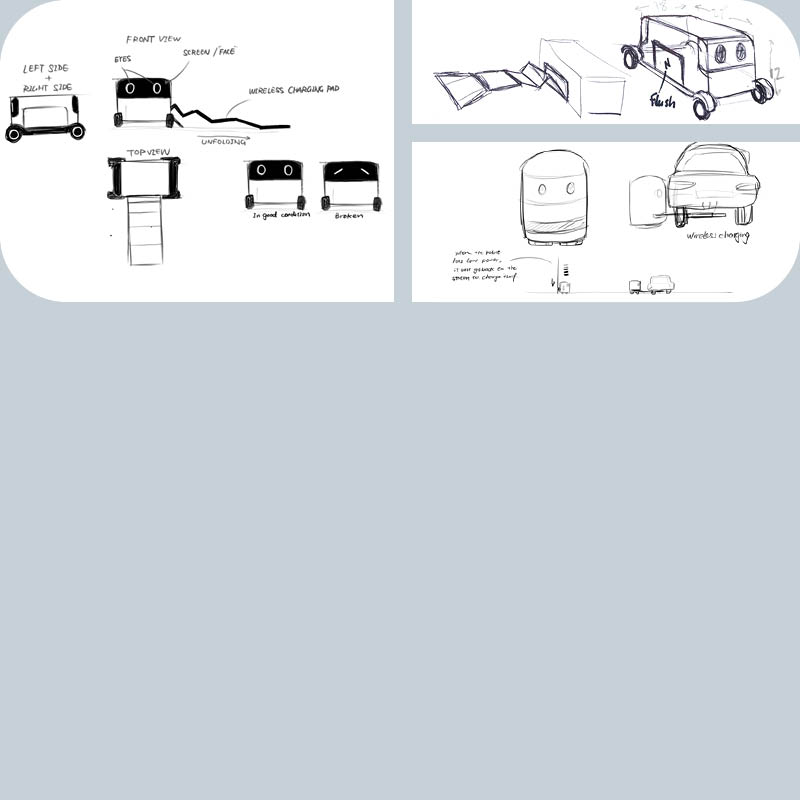 FRONT VIEW
EYES
SCREEN / "FACE"
LEFT SIDE
+
RIGHT SIDE
WIRELESS CHARGING PAD
UNFOLDING
TOP VIEW
In good condition
Broken
18
Flush
12
Wireless charging
when the robot
has low power,
it will go back on the
station to charge itself